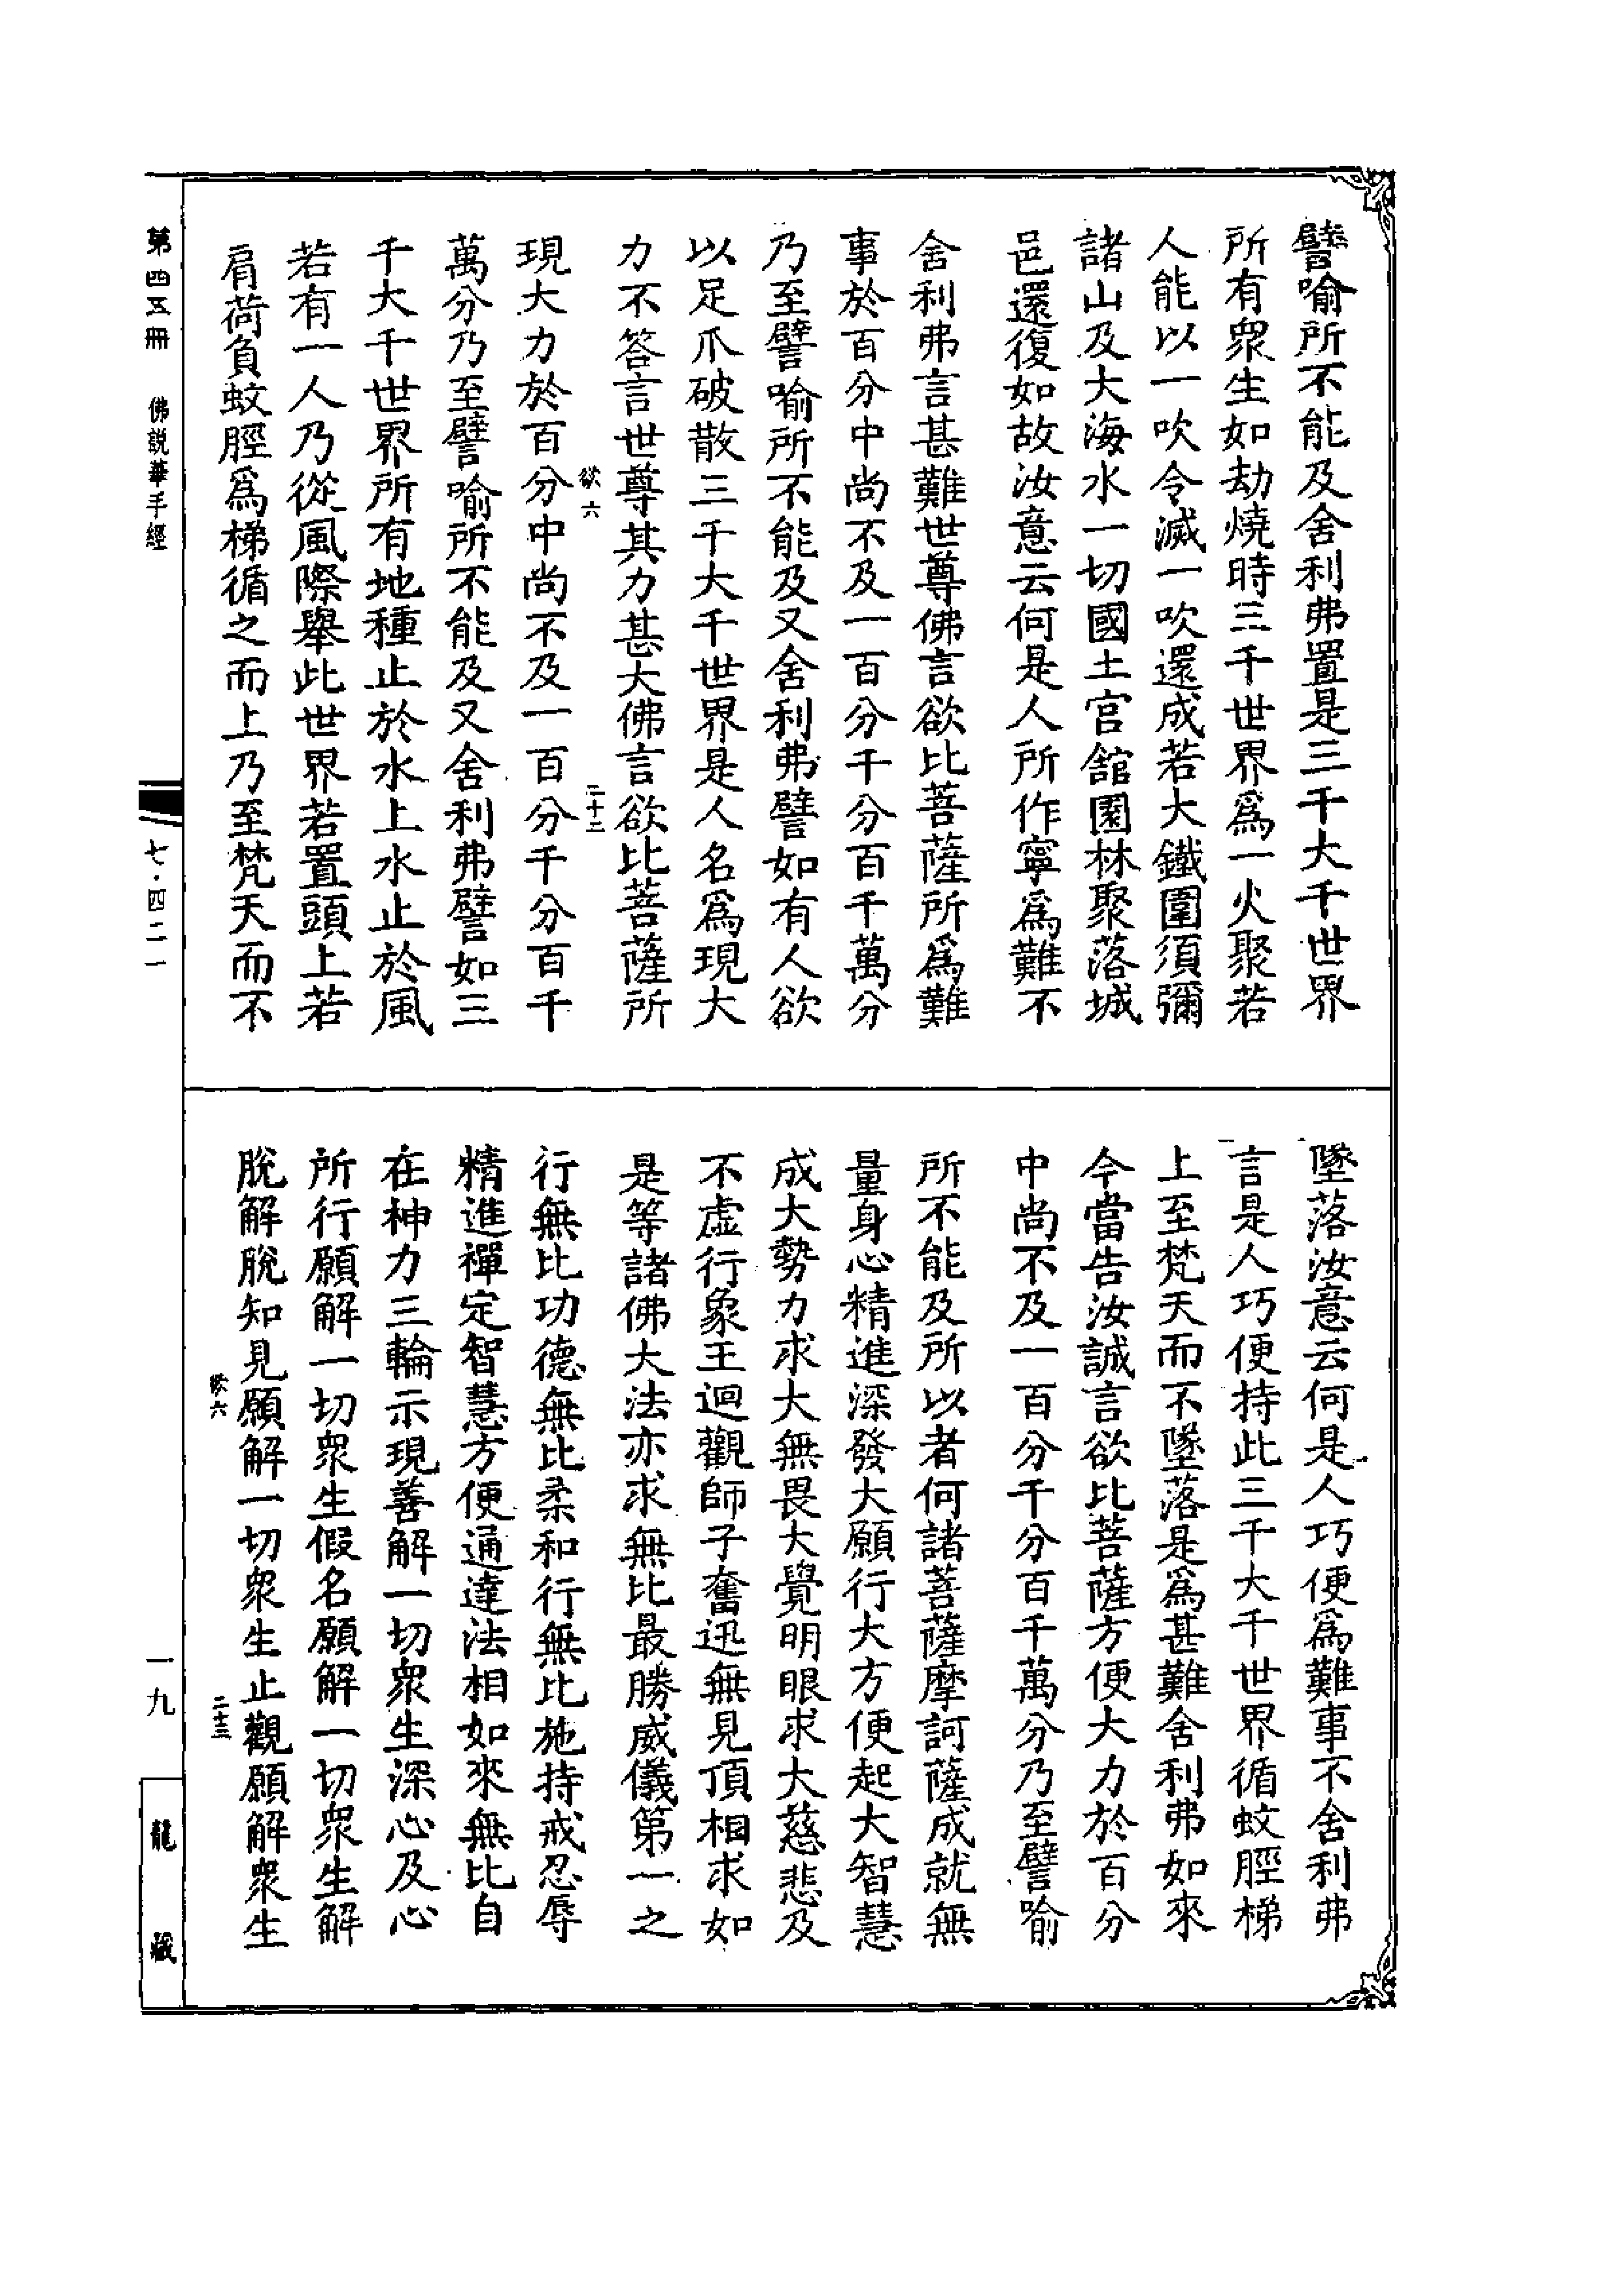 譬喻所不能及舍利弗置是三千大千世界
所有衆生如劫燒時三千世界爲一火聚若
人能以一吹令滅一吹還成若大鐵圍須彌
諸山及大海水一切國土宮館園林聚落城
邑還復如故汝意云何是人所作寧爲難不
舍利弗言甚難世尊佛言欲比菩薩所爲難
事於百分中尚不及一百分千分百千萬分
乃至譬喻所不能及又舍利弗譬如有人欲
以足爪破散三千大千世界是人名爲現大
力不答言世尊其力甚大佛言欲比菩薩所
欲六
二十二
現大力於百分中尚不及一百分千分百千
萬分乃至譬喻所不能及又舍利弗譬如三
千大千世界所有地種止於水上水止於風
若有一人乃從風際舉此世界若置頭上若
肩荷負蚊脛爲梯循之而上乃至梵天而不
墜落汝意云何是人巧便爲難事不舍利弗
言是人巧便持此三千大千世界循蚊脛梯
上至梵天而不墜落是爲甚難舍利弗如來
今當告汝誠言欲比菩薩方便大力於百分
中尚不及一百分千分百千萬分乃至譬喻
所不能及所以者何諸菩薩摩訶薩成就無
量身心精進深發大願行大方便起大智慧
成大勢力求大無畏大覺明眼求大慈悲及
不虛行象王迴觀師子奮迅無見頂相求如
是等諸佛大法亦求無比最勝威儀第一之
行無比功德無比柔和行無比施持戒忍辱
精進禪定智慧方便通達法相如來無比自
在神力三輪示現善解一切衆生深心及心
所行願解一切衆生假名願解一切衆生解
脫解脫知見願解一切衆生止觀願解衆生
欲六
二十三
第四五冊 佛說華手經
七·四二一
一九
龍藏